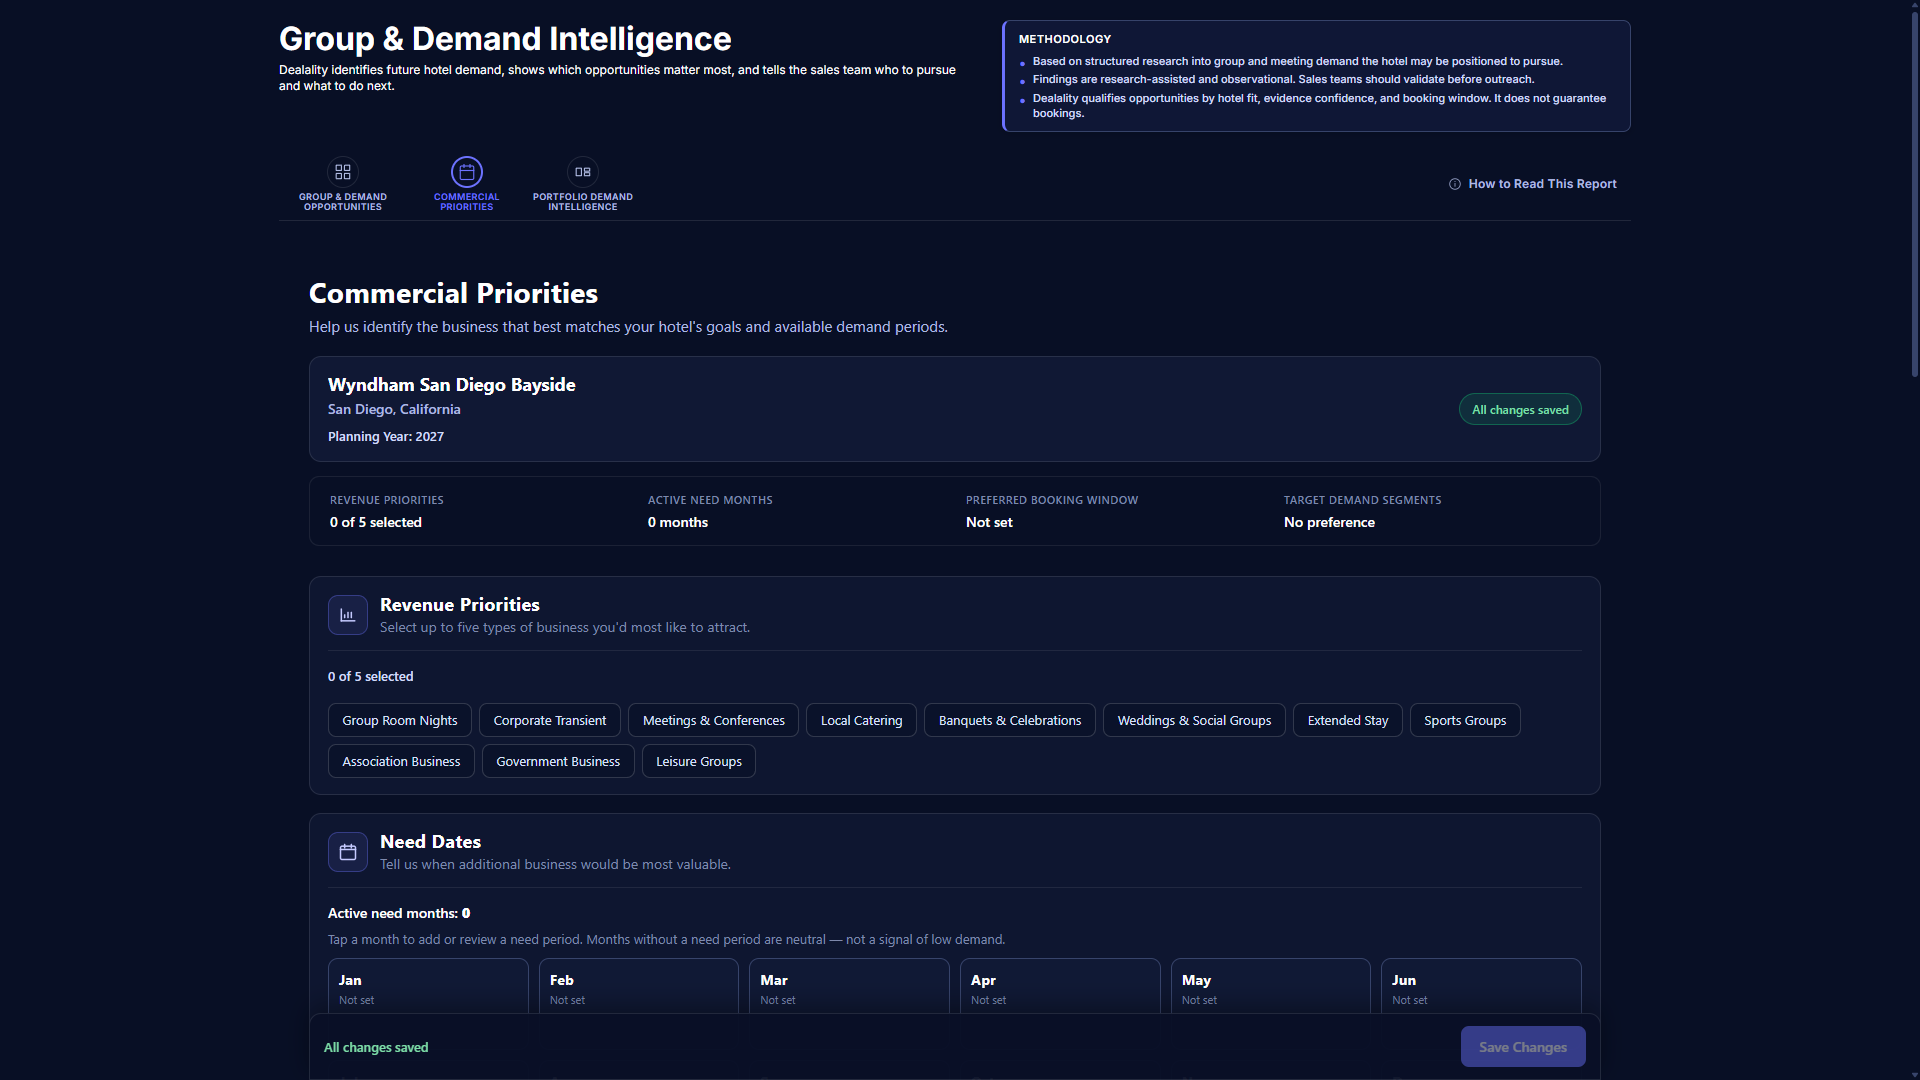 Group & Demand Intelligence
Dealality identifies future hotel demand, shows which opportunities matter most, and tells the sales team who to pursue
and what to do next.
METHODOLOGY
Based on structured research into group and meeting demand the hotel may be positioned to pursue.
Findings are research-assisted and observational. Sales teams should validate before outreach.
Dealality qualifies opportunities by hotel fit, evidence confidence, and booking window. It does not guarantee
bookings.
GROUP & DEMAND
OPPORTUNITIES
COMMERCIAL
PRIORITIES
PORTFOLIO DEMAND
INTELLIGENCE
How to Read This Report
Commercial Priorities
Help us identify the business that best matches your hotel's goals and available demand periods.
Wyndham San Diego Bayside
San Diego, California
Planning Year: 2027
All changes saved
REVENUE PRIORITIES
0 of 5 selected
ACTIVE NEED MONTHS
0 months
PREFERRED BOOKING WINDOW
Not set
TARGET DEMAND SEGMENTS
No preference
Revenue Priorities
Select up to five types of business you'd most like to attract.
0 of 5 selected
Group Room Nights
Corporate Transient
Meetings & Conferences
Local Catering
Banquets & Celebrations
Weddings & Social Groups
Extended Stay
Sports Groups
Association Business
Government Business
Leisure Groups
Need Dates
Tell us when additional business would be most valuable.
Active need months: 0
Tap a month to add or review a need period. Months without a need period are neutral — not a signal of low demand.
Jan
Not set
Feb
Not set
Mar
Not set
Apr
Not set
May
Not set
Jun
Not set
All changes saved
Save Changes